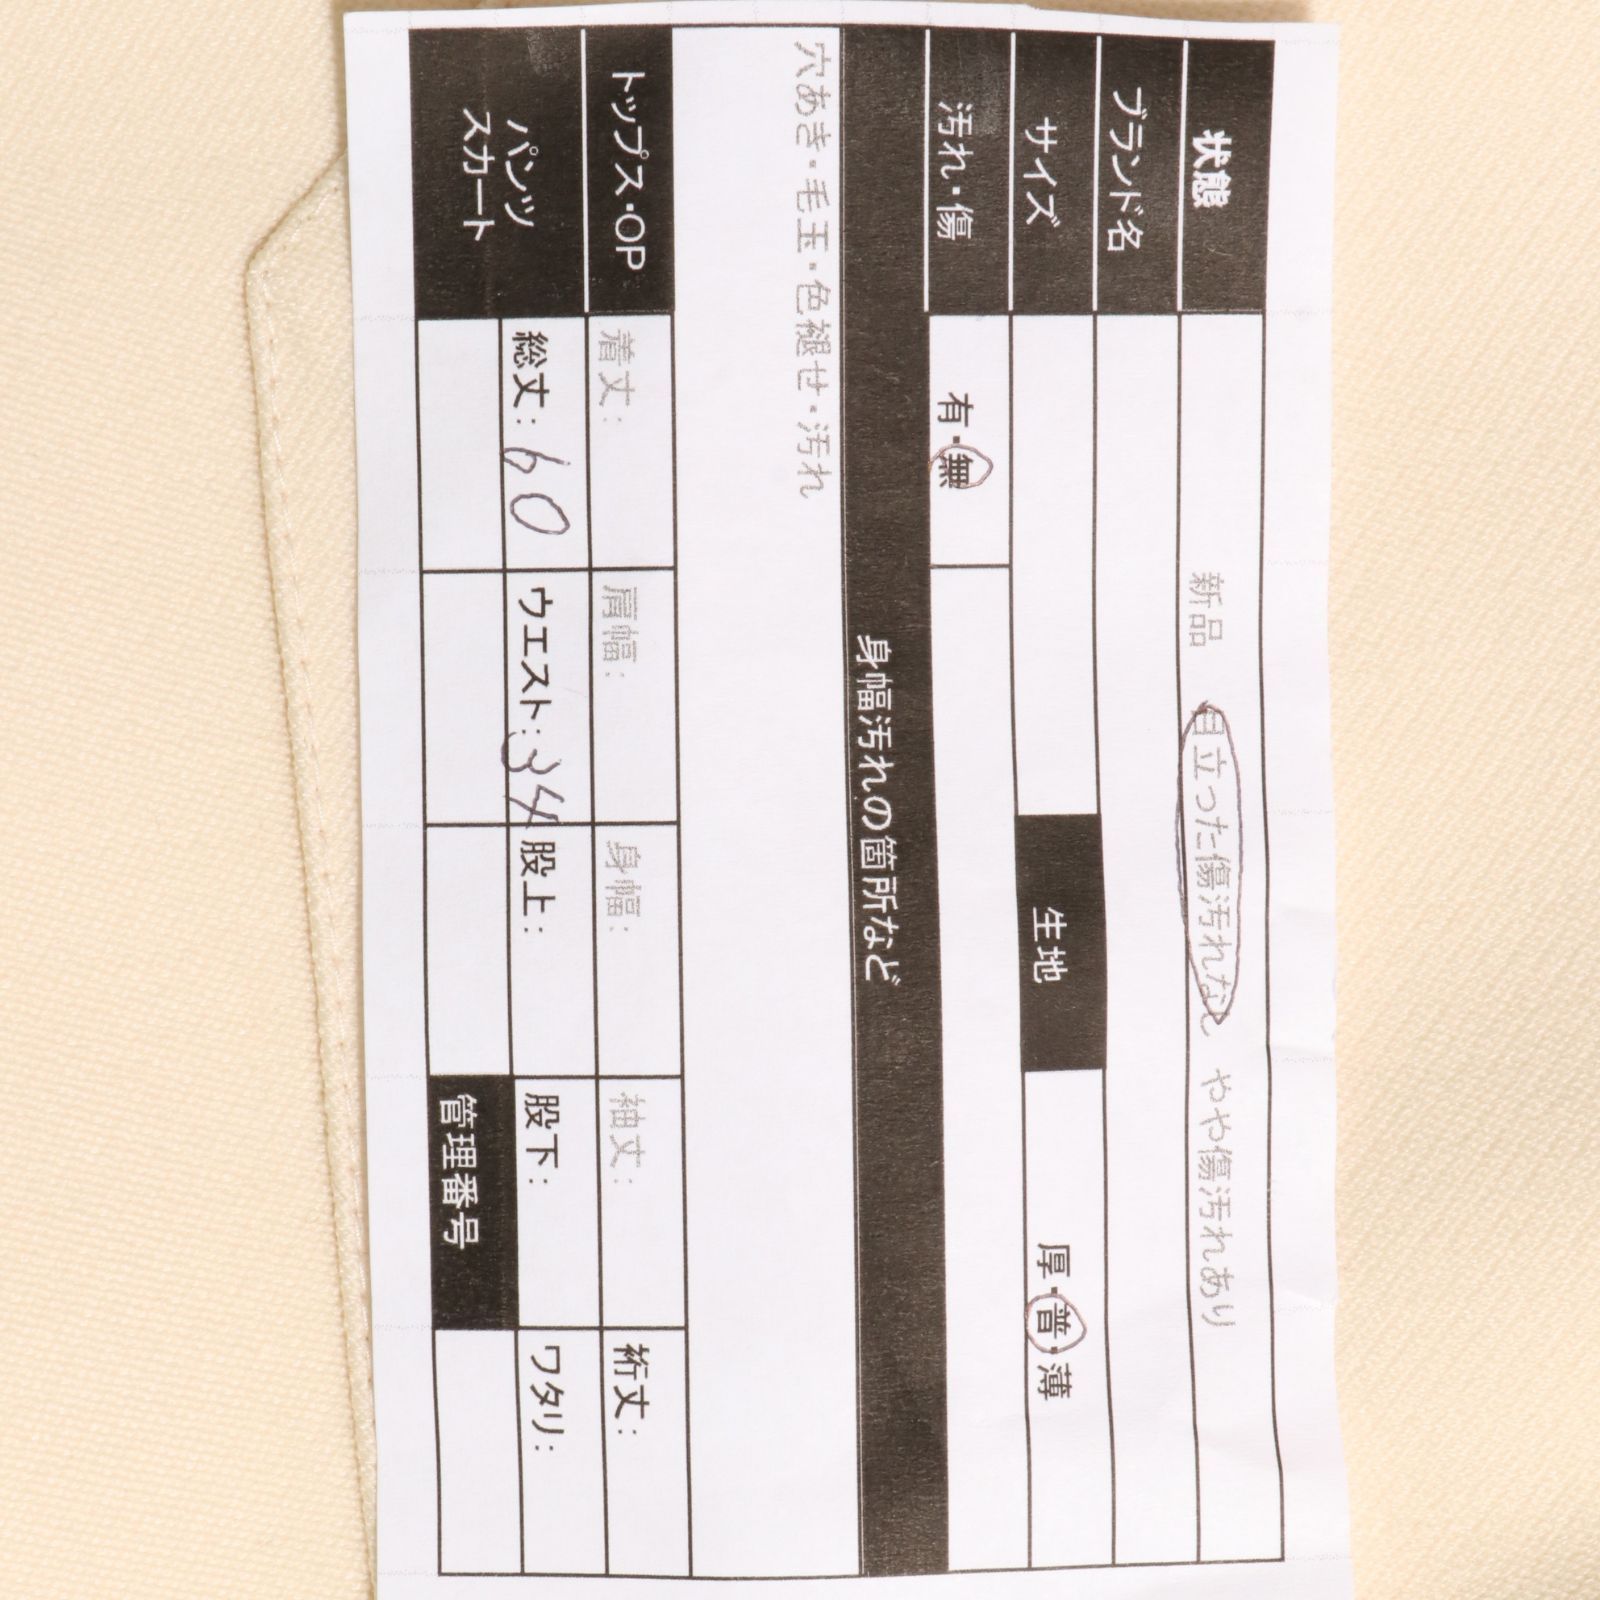 状態 新品 目立った傷汚れなし やや傷汚れあり
ブランド名
サイズ 生地 厚・普・薄
汚れ・傷 有・無
身幅汚れの箇所など
穴あき・毛玉・色褪せ・汚れ
トップス・OP 着丈: 肩幅: 身幅: 袖丈: 裄丈:
パンツ 総丈:60 ウエスト:34 股上: 股下: ワタリ:
スカート 管理番号